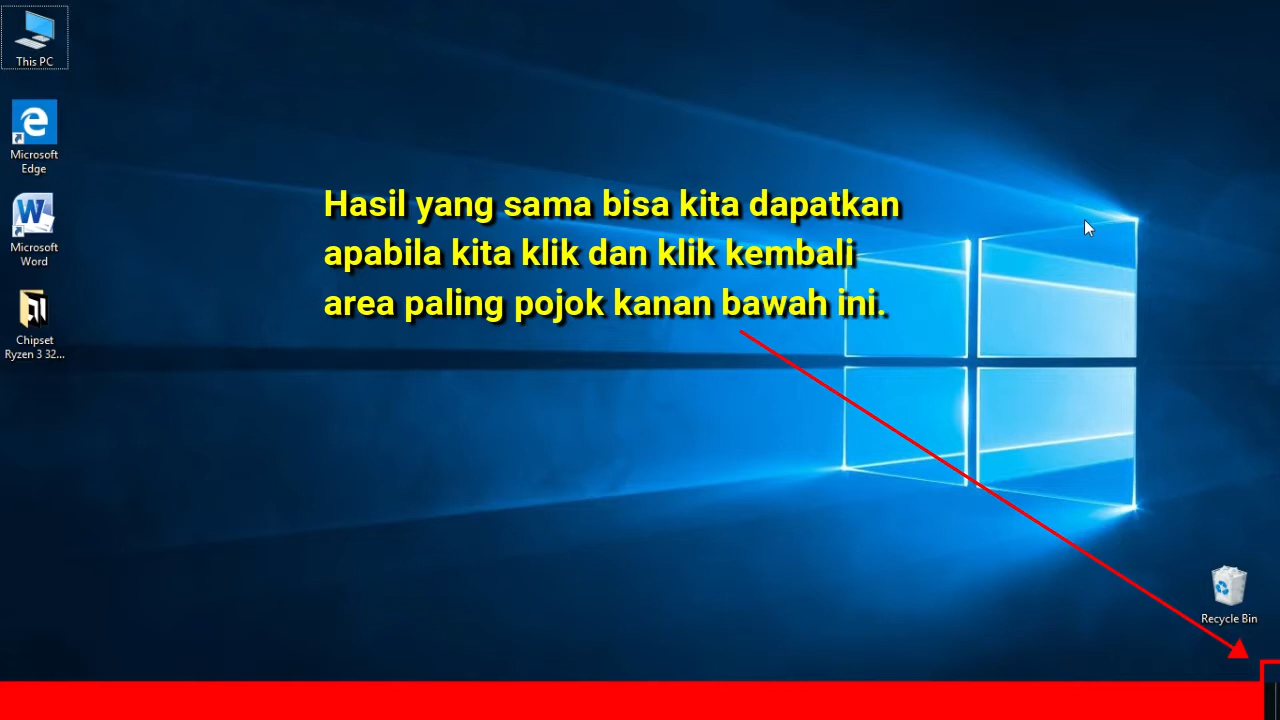 This PC
Microsoft
Edge
Microsoft
Word
Chipset
Ryzen 3 32...
Hasil yang sama bisa kita dapatkan
apabila kita klik dan klik kembali
area paling pojok kanan bawah ini.
Recycle Bin